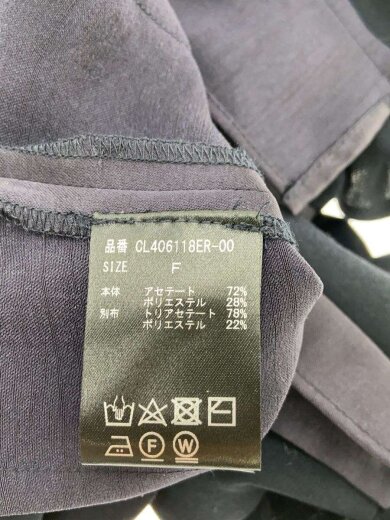 品番 CL406118ER-00
SIZE F
本体 アセテート 72%
ポリエステル 28%
別布 トリアセテート 78%
ポリエステル 22%
F W